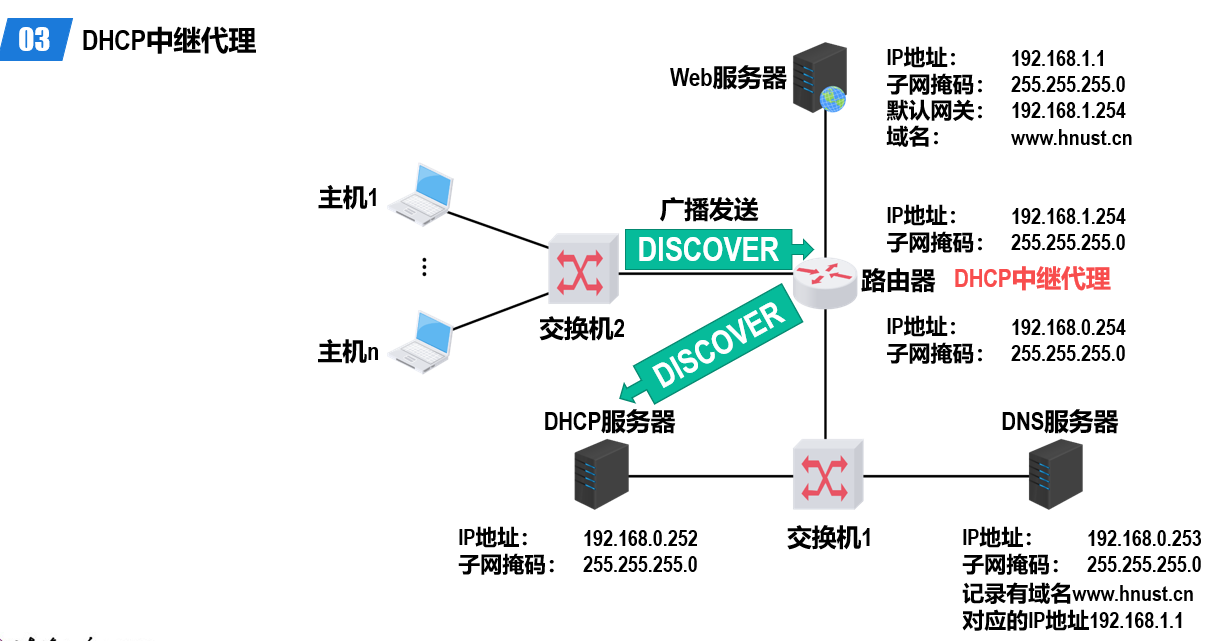 03 DHCP中继代理
Web服务器
IP地址： 192.168.1.1
子网掩码： 255.255.255.0
默认网关： 192.168.1.254
域名： www.hnust.cn
主机1
广播发送
DISCOVER
IP地址： 192.168.1.254
子网掩码： 255.255.255.0
路由器 DHCP中继代理
IP地址： 192.168.0.254
子网掩码： 255.255.255.0
⋮
交换机2
主机n
DISCOVER
DHCP服务器
DNS服务器
交换机1
IP地址： 192.168.0.252
子网掩码： 255.255.255.0
IP地址： 192.168.0.253
子网掩码： 255.255.255.0
记录有域名www.hnust.cn
对应的IP地址192.168.1.1